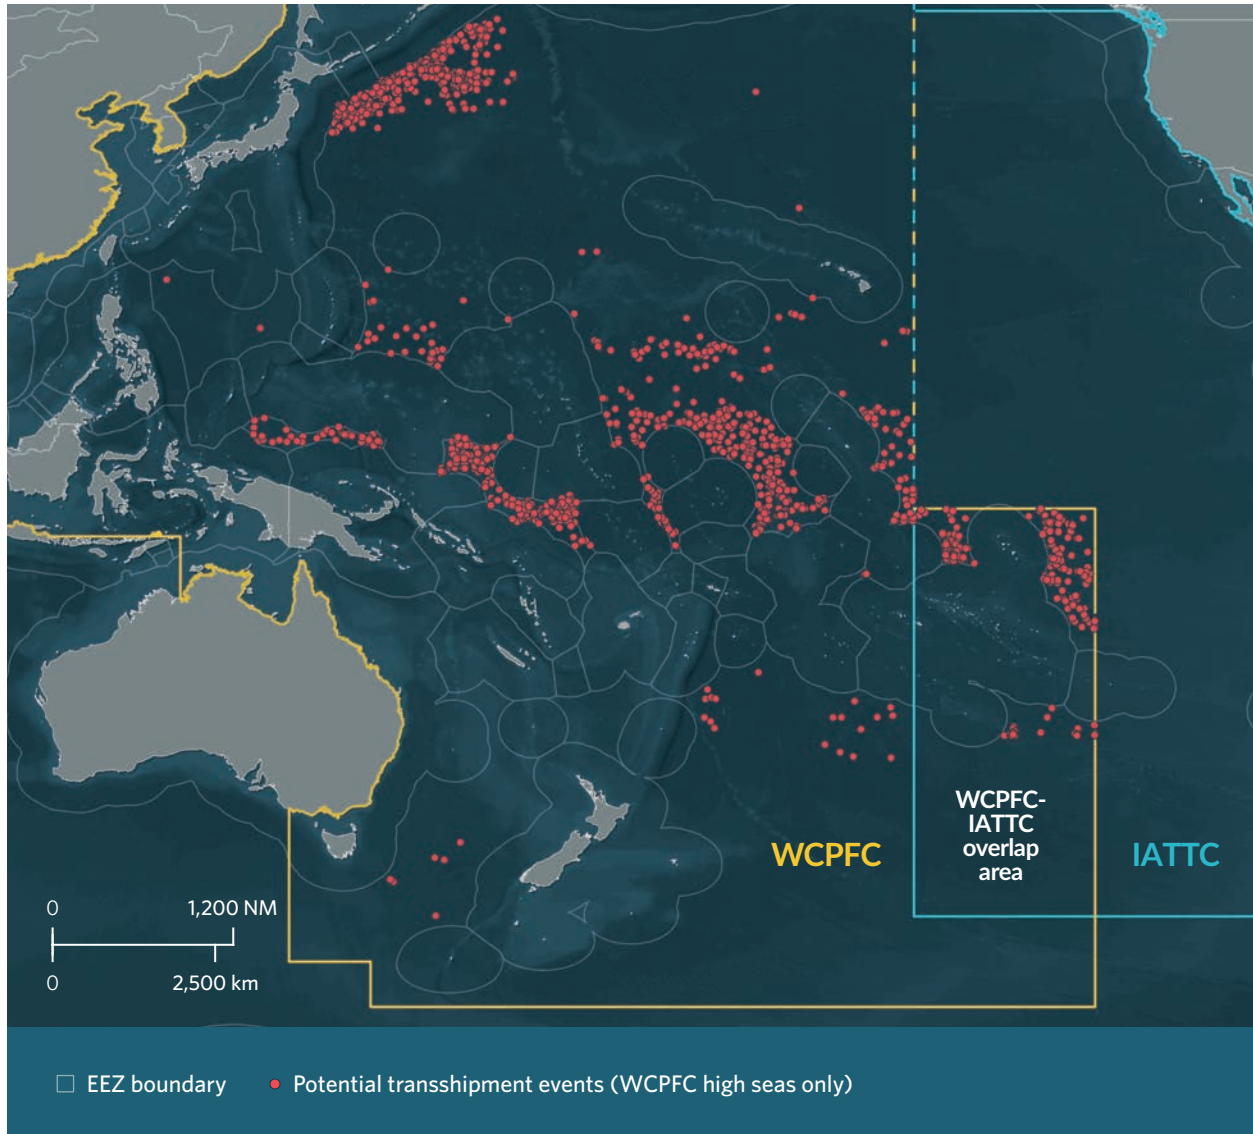 WCPFC-
IATTC
overlap
area
WCPFC
IATTC
0 1,200 NM
0 2,500 km
EEZ boundary
Potential transshipment events (WCPFC high seas only)